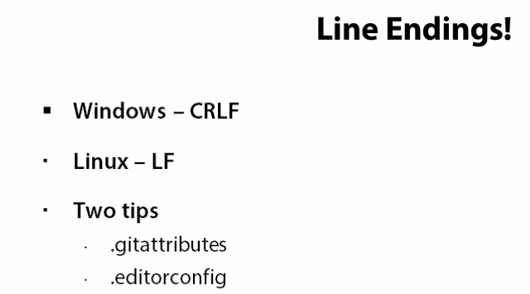 Line Endings!
▪ Windows – CRLF
▪ Linux – LF
▪ Two tips
· .gitattributes
· .editorconfig